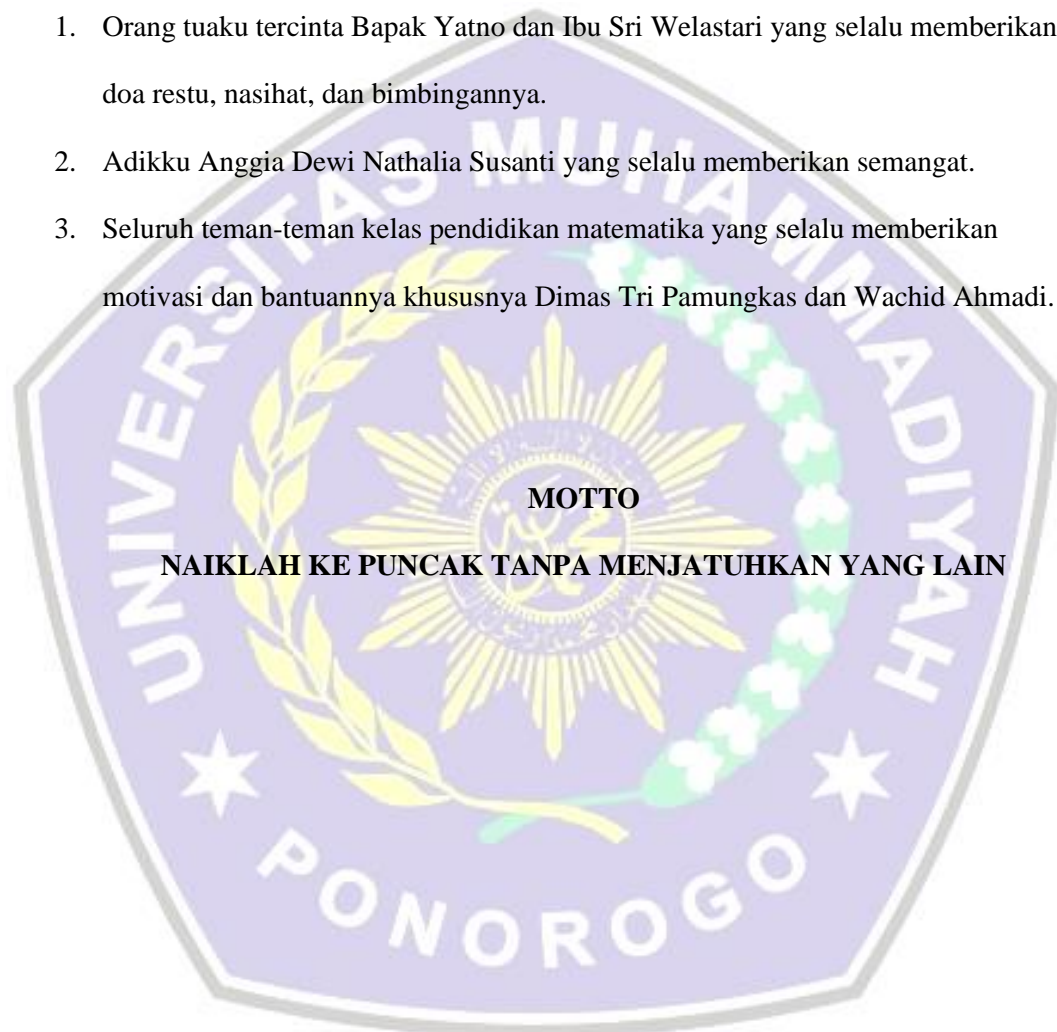 1. Orang tuaku tercinta Bapak Yatno dan Ibu Sri Welastari yang selalu memberikan
doa restu, nasihat, dan bimbingannya.
2. Adikku Anggia Dewi Nathalia Susanti yang selalu memberikan semangat.
3. Seluruh teman-teman kelas pendidikan matematika yang selalu memberikan
motivasi dan bantuannya khususnya Dimas Tri Pamungkas dan Wachid Ahmadi.
MOTTO
NAIKLAH KE PUNCAK TANPA MENJATUHKAN YANG LAIN
UNIVERSITAS MUHAMMADIYAH
PONOROGO